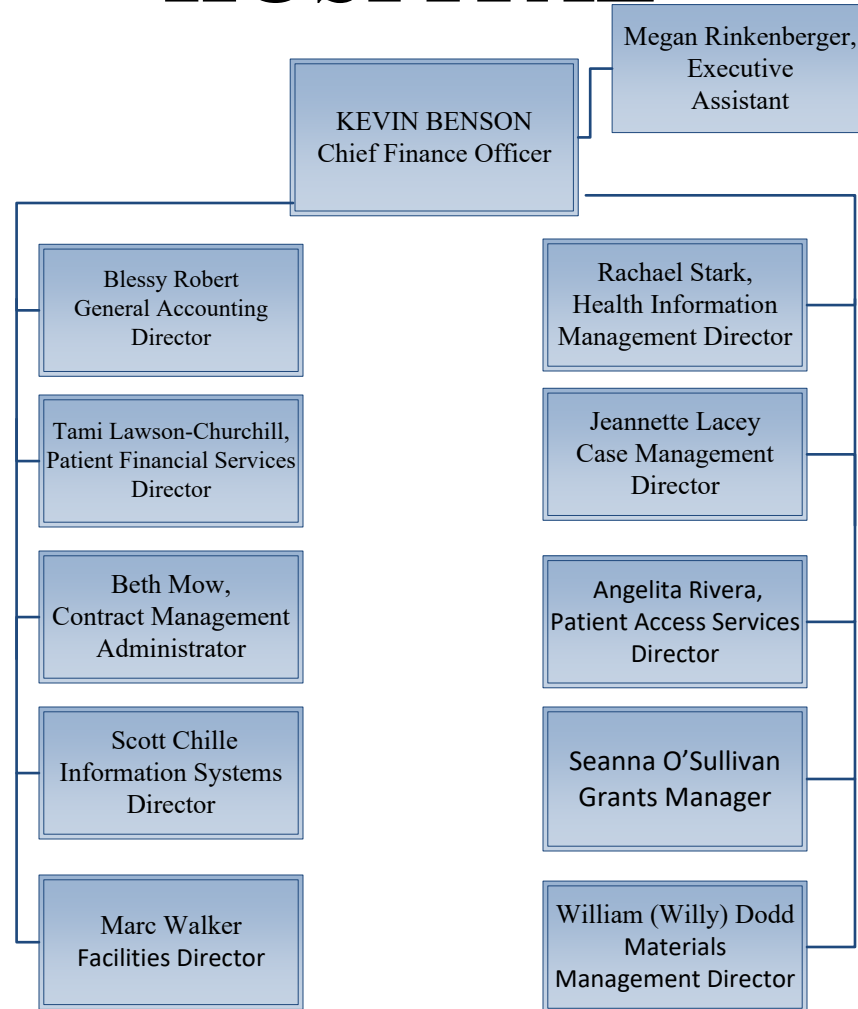 Megan Rinkenberger,
Executive
Assistant
KEVIN BENSON
Chief Finance Officer
Blessy Robert
General Accounting
Director
Tami Lawson-Churchill,
Patient Financial Services
Director
Beth Mow,
Contract Management
Administrator
Scott Chille
Information Systems
Director
Marc Walker
Facilities Director
Rachael Stark,
Health Information
Management Director
Jeannette Lacey
Case Management
Director
Angelita Rivera,
Patient Access Services
Director
Seanna O’Sullivan
Grants Manager
William (Willy) Dodd
Materials
Management Director